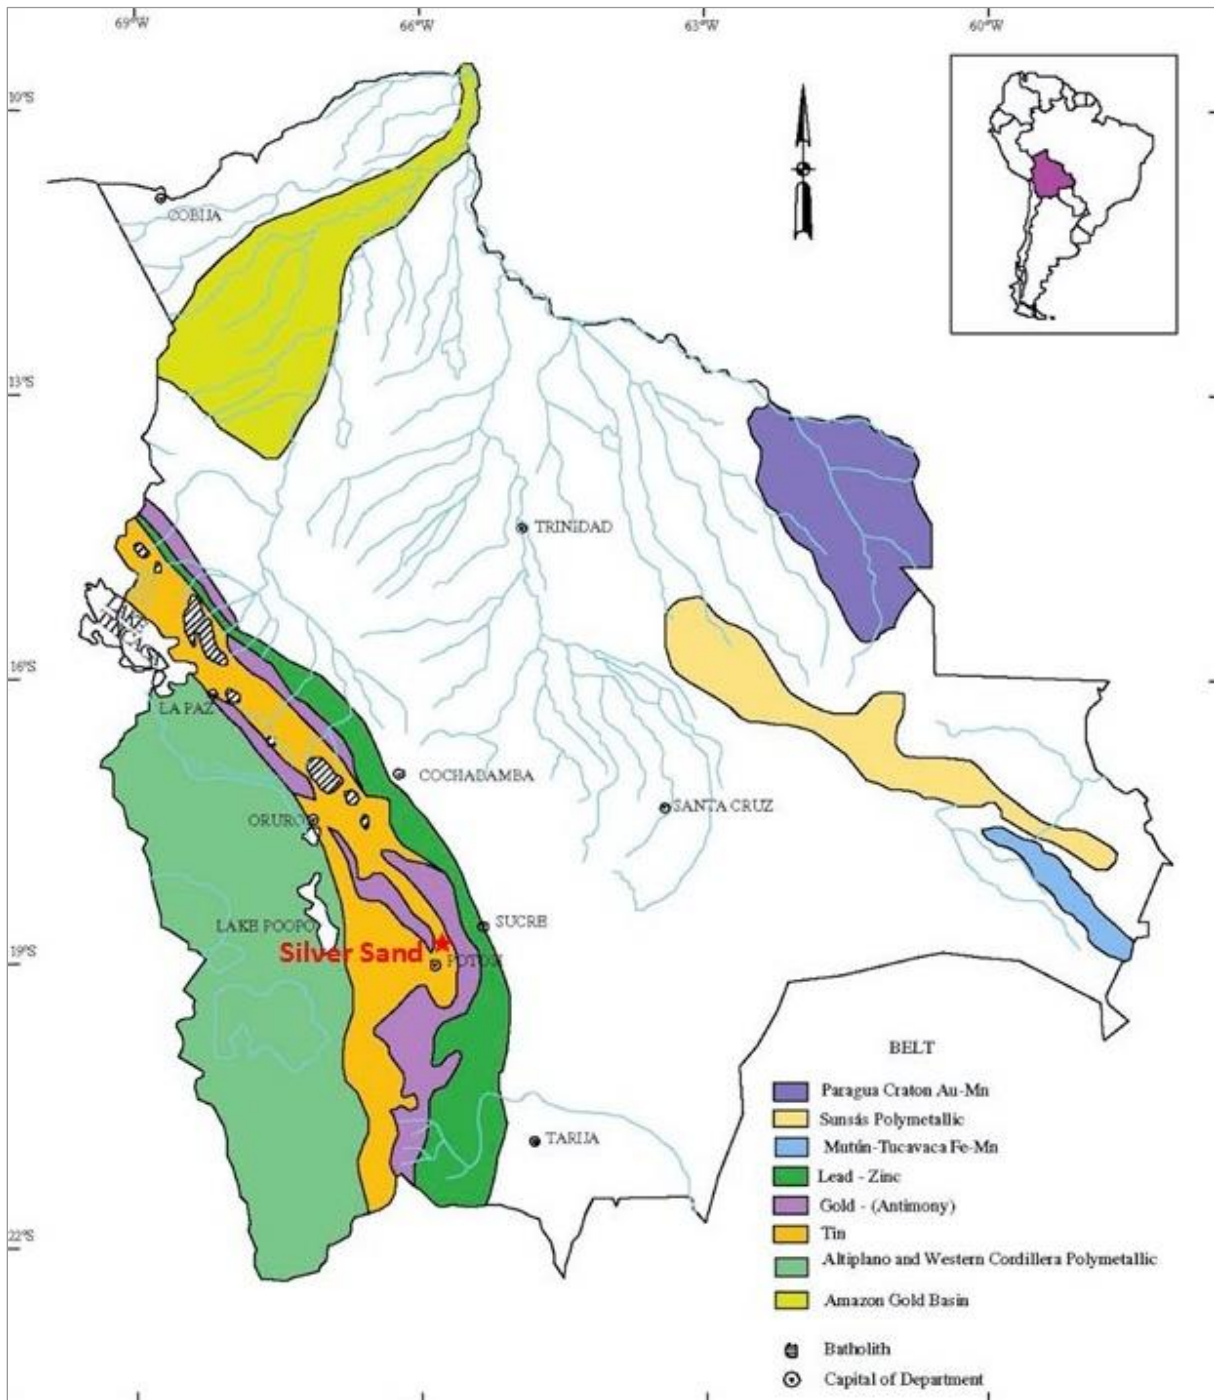 69°W
66°W
63°W
60°W
10°S
COBIJA
13°S
TRINIDAD
LAKE
16°S
LA PAZ
COCHABAMBA
SANTA CRUZ
ORURO
LAKE POOPO
SUCRE
19°S
Silver Sand
POTOSI
BELT
Paragua Craton Au-Mn
Sunsás Polymetallic
Mutún-Tucavaca Fe-Mn
TARIJA
Lead - Zinc
Gold - (Antimony)
22°S
Tin
Altiplano and Western Cordillera Polymetallic
Amazon Gold Basin
Batholith
Capital of Department